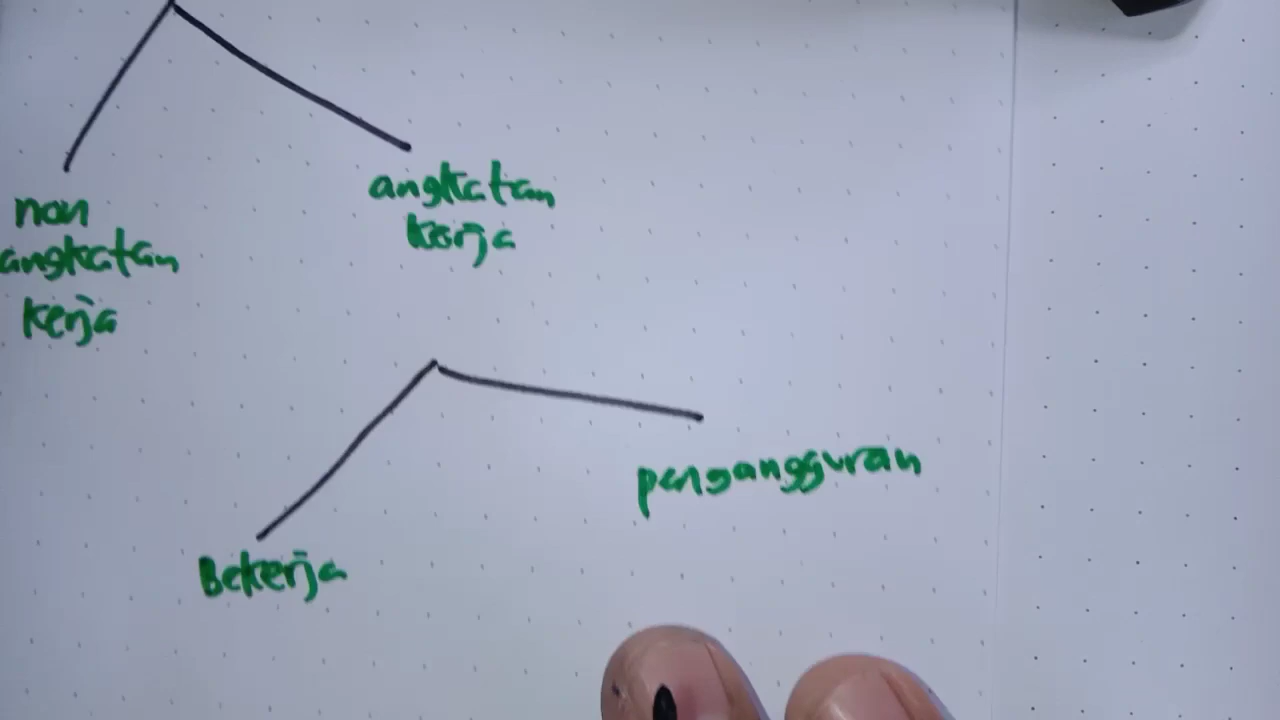 non
angkatan
kerja
angkatan
kerja
pengangguran
Bekerja